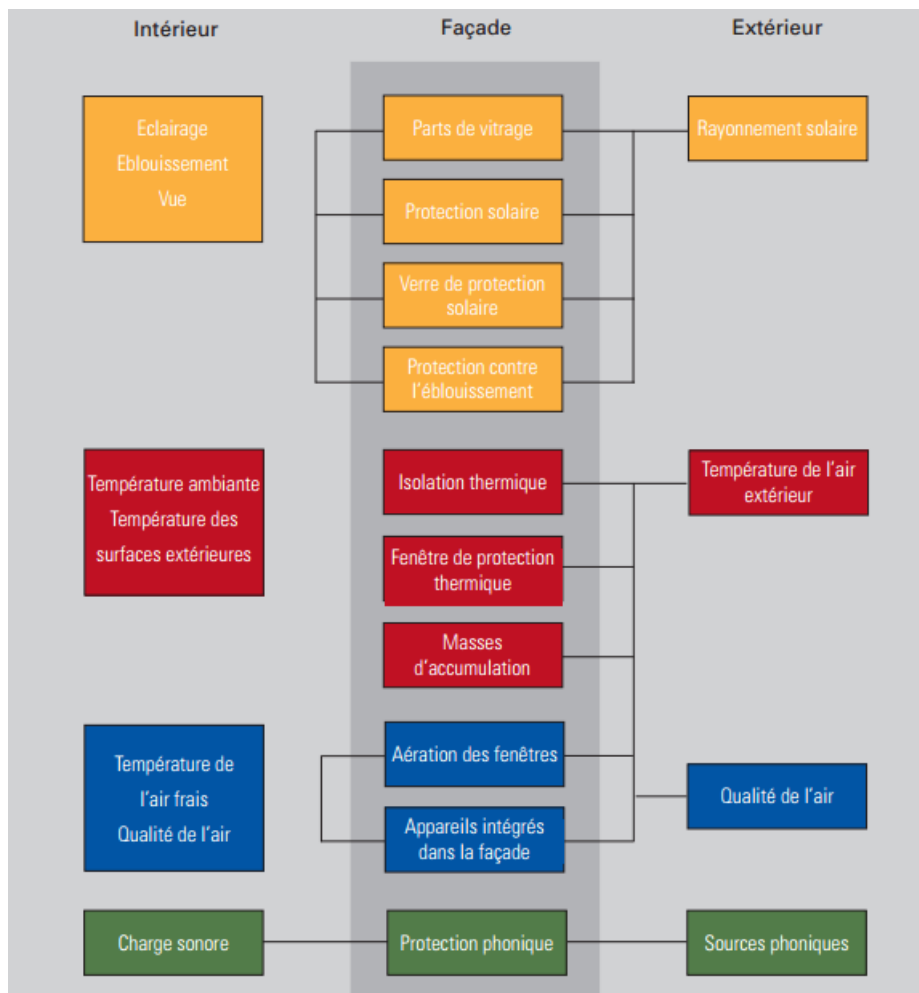 Intérieur
Façade
Extérieur
Eclairage
Eblouissement
Vue
Parts de vitrage
Rayonnement solaire
Protection solaire
Verre de protection
solaire
Protection contre
l'éblouissement
Température ambiante
Température des
surfaces extérieures
Isolation thermique
Température de l'air
extérieur
Fenêtre de protection
thermique
Masses
d'accumulation
Température de
l'air frais
Qualité de l'air
Aération des fenêtres
Qualité de l'air
Appareils intégrés
dans la façade
Charge sonore
Protection phonique
Sources phoniques